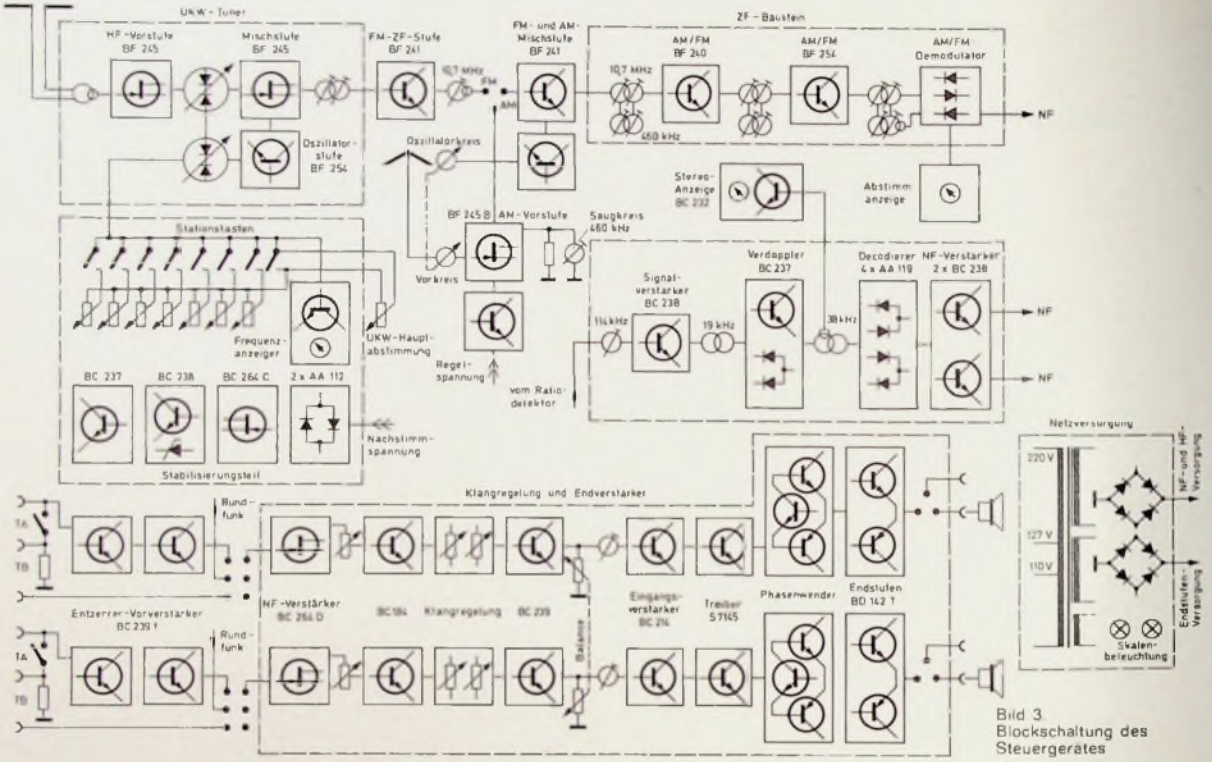 UKW-Tuner
HF-Vorstufe
BF 245
Mischstufe
BF 245
FM-ZF-Stufe
BF 241
FM- und AM-
Mischstufe
BF 241
ZF-Baustein
AM/FM
BF 240
AM/FM
BF 254
AM/FM
Demodulator
10,7 MHz
FM
AM
10,7 MHz
460 kHz
NF
Oszillator-
stufe
BF 254
Oszillatorkreis
Stereo-
Anzeige
BC 232
Abstimm
anzeige
Stationstasten
BF 245 B
AM-Vorstufe
Saugkreis
460 kHz
Vorkreis
Signal-
verstärker
BC 238
Verdoppler
BC 237
Decodierer
4 x AA 119
NF-Verstärker
2 x BC 238
114 kHz
19 kHz
38 kHz
NF
NF
Frequenz-
anzeiger
UKW-Haupt-
abstimmung
Regel-
spannung
vom Ratio-
detektor
BC 237
BC 238
BC 264 C
2 x AA 112
Nachstimm-
spannung
Stabilisierungsteil
Netzversorgung
220 V
127 V
110 V
NF- und HF-
Versorgung
Endstufen-
Versorgung
Skalen-
beleuchtung
Klangregelung und Endverstärker
TA
TB
Rund-
funk
Entzerrer-Vorverstärker
BC 239
NF-Verstärker
BC 264 D
BC 184
Klangregelung
BC 239
Balance
Eingangs-
verstärker
BC 214
Treiber
S 7145
Phasenwender
Endstufen
BD 142
TA
TB
Rund-
funk
Bild 3.
Blockschaltung des
Steuergerätes